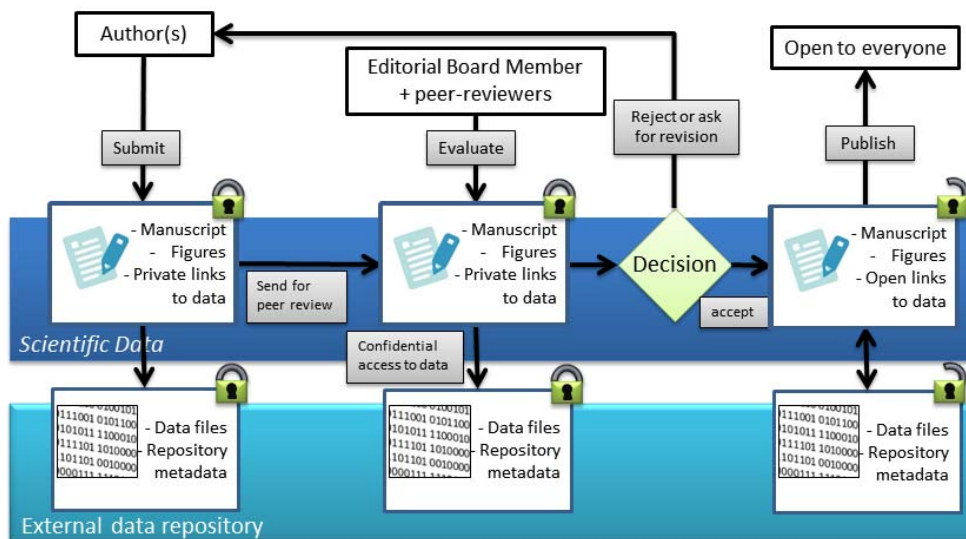 Author(s)
Editorial Board Member
+ peer-reviewers
Open to everyone
Submit
Evaluate
Reject or ask
for revision
Publish
- Manuscript
- Figures
- Private links
to data
Send for
peer review
- Manuscript
- Figures
- Private links
to data
Decision
accept
- Manuscript
- Figures
- Open links
to data
Scientific Data
Confidential
access to data
- Data files
- Repository
metadata
- Data files
- Repository
metadata
- Data files
- Repository
metadata
External data repository